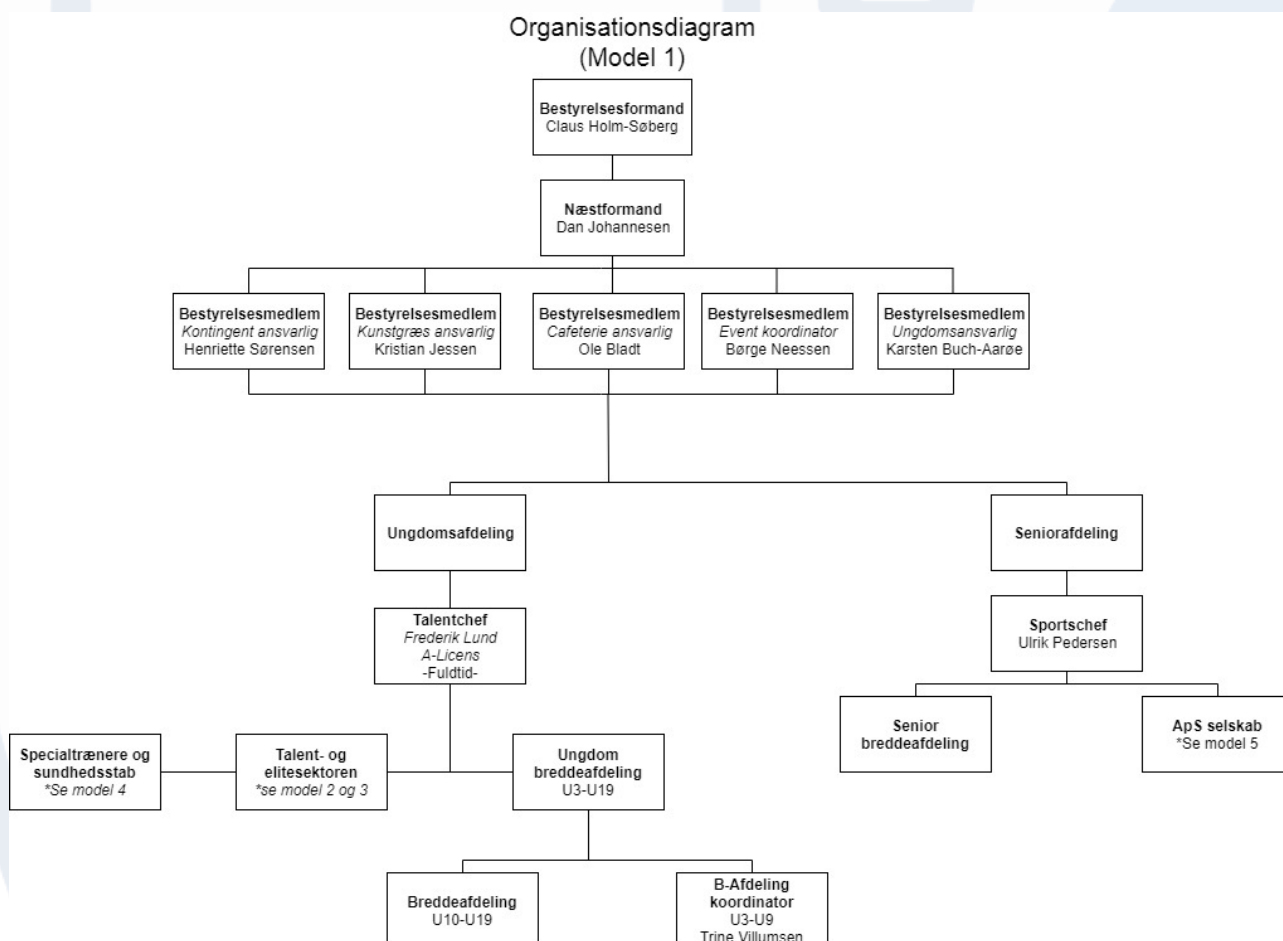 Organisationsdiagram
(Model 1)
Bestyrelsesformand
Claus Holm-Søberg
Næstformand
Dan Johannesen
Bestyrelsesmedlem
Kontingent ansvarlig
Henriette Sørensen
Bestyrelsesmedlem
Kunstgræs ansvarlig
Kristian Jessen
Bestyrelsesmedlem
Cafeterie ansvarlig
Ole Bladt
Bestyrelsesmedlem
Event koordinator
Børge Neessen
Bestyrelsesmedlem
Ungdomsansvarlig
Karsten Buch-Aarøe
Ungdomsafdeling
Seniorafdeling
Talentchef
Frederik Lund
A-Licens
-Fuldtid-
Sportschef
Ulrik Pedersen
Senior
breddeafdeling
ApS selskab
*Se model 5
Specialtrænere og
sundhedsstab
*Se model 4
Talent- og
elitesektoren
*se model 2 og 3
Ungdom
breddeafdeling
U3-U19
Breddeafdeling
U10-U19
B-Afdeling
koordinator
U3-U9
Trine Villumsen